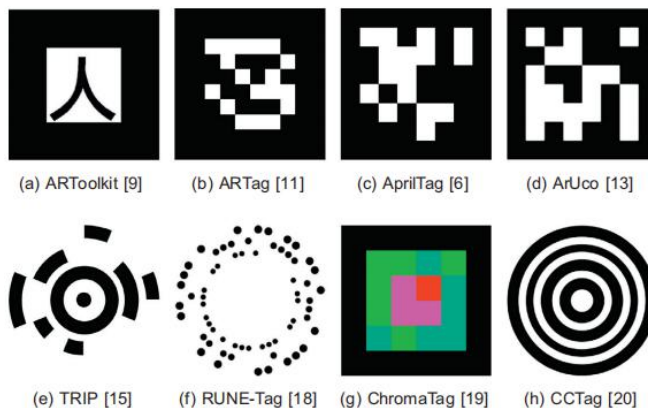 人
(a) ARToolkit [9] (b) ARTag [11] (c) AprilTag [6] (d) ArUco [13]
(e) TRIP [15] (f) RUNE-Tag [18] (g) ChromaTag [19] (h) CCTag [20]